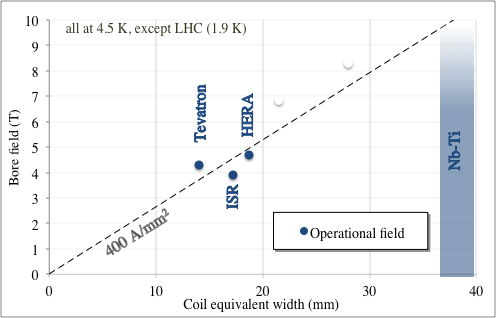 all at 4.5 K, except LHC (1.9 K)
Bore field (T)
10
9
8
7
6
5
4
3
2
1
0
Tevatron
HERA
ISR
Nb-Ti
400 A/mm²
Operational field
0
10
20
30
40
Coil equivalent width (mm)